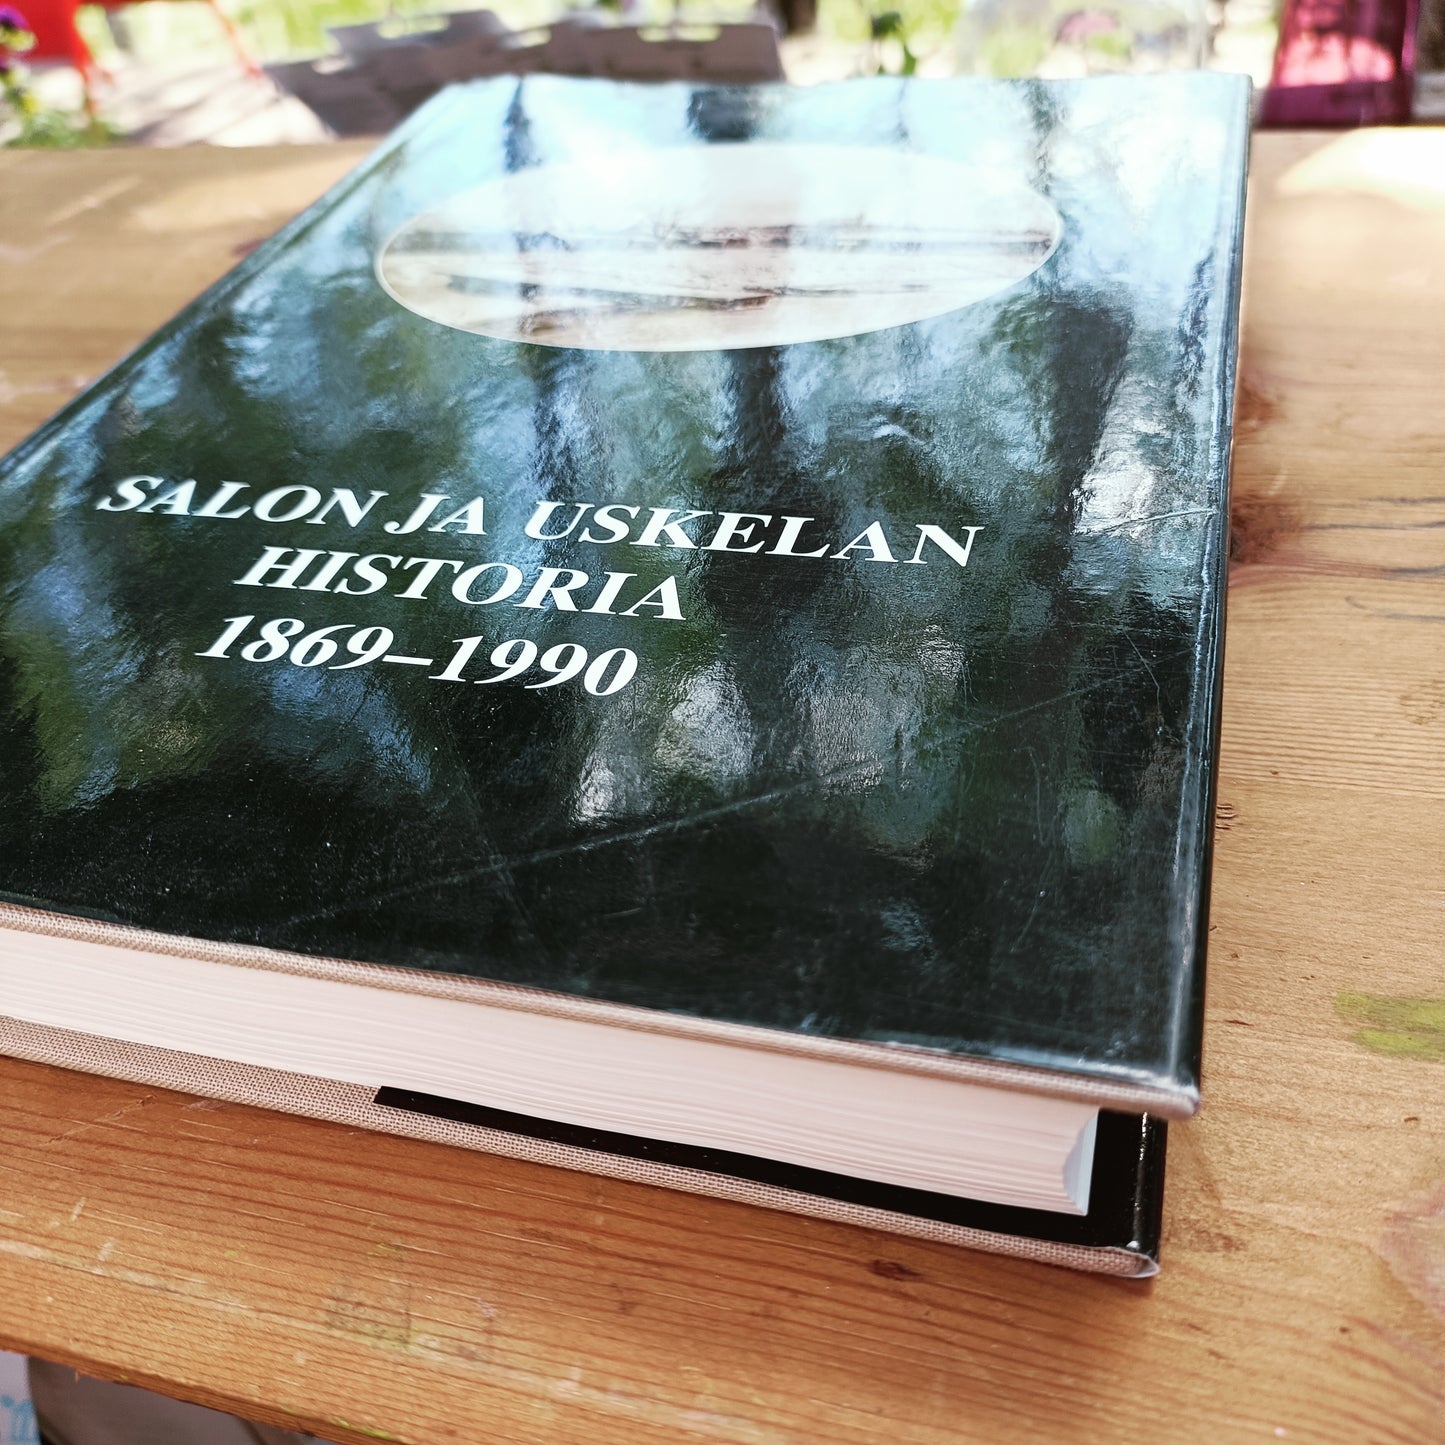 SALON JA USKELAN
HISTORIA
1869–1990